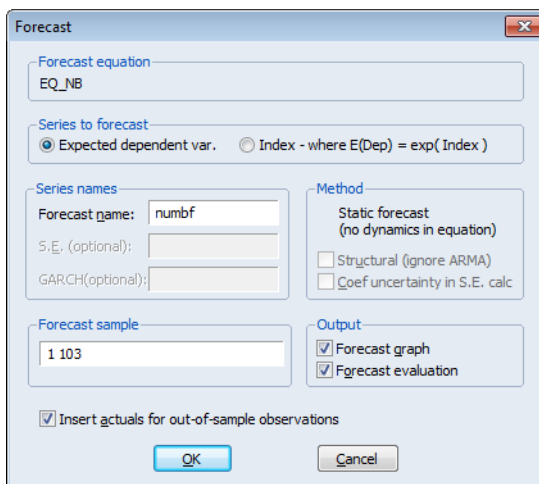 Forecast
Forecast equation
EQ_NB
Series to forecast
Expected dependent var.
Index - where E(Dep) = exp( Index )
Series names
Forecast name: numbf
S.E. (optional):
GARCH(optional):
Method
Static forecast
(no dynamics in equation)
Structural (ignore ARMA)
Coef uncertainty in S.E. calc
Forecast sample
1 103
Output
Forecast graph
Forecast evaluation
Insert actuals for out-of-sample observations
OK
Cancel